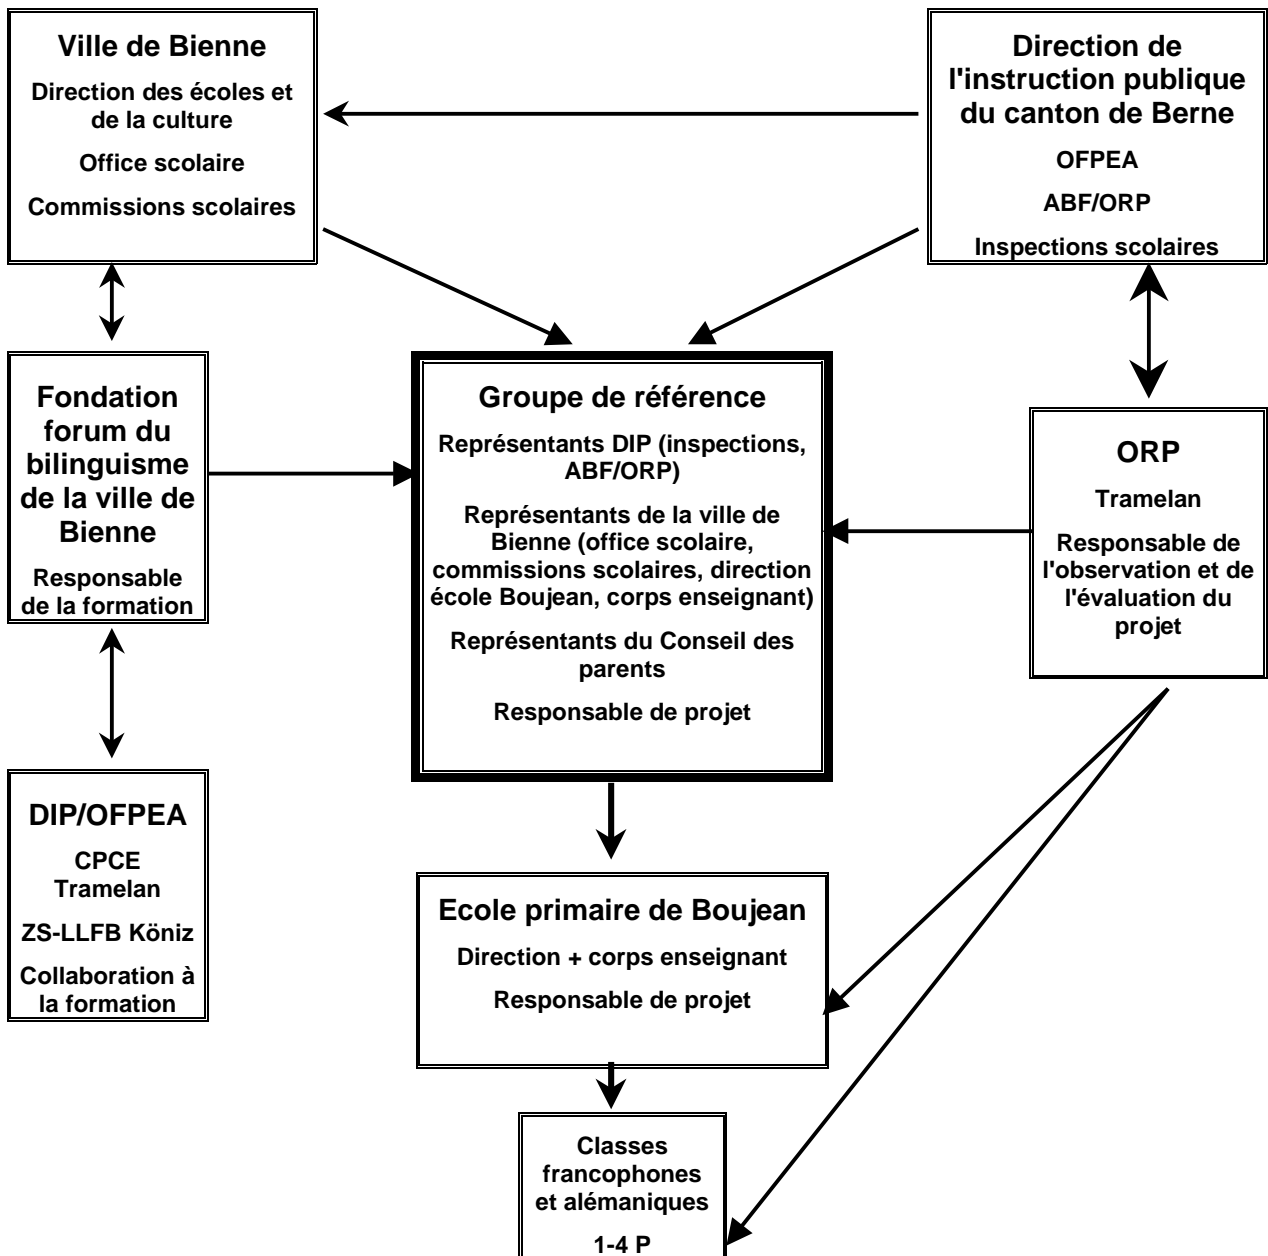 Ville de Bienne
Direction des écoles et
de la culture
Office scolaire
Commissions scolaires
Direction de
l'instruction publique
du canton de Berne
OFPEA
ABF/ORP
Inspections scolaires
Fondation
forum du
bilinguisme
de la ville de
Bienne
Responsable
de la formation
Groupe de référence
Représentants DIP (inspections,
ABF/ORP)
Représentants de la ville de
Bienne (office scolaire,
commissions scolaires, direction
école Boujean, corps enseignant)
Représentants du Conseil des
parents
Responsable de projet
ORP
Tramelan
Responsable de
l'observation et de
l'évaluation du
projet
DIP/OFPEA
CPCE
Tramelan
ZS-LLFB Köniz
Collaboration à
la formation
Ecole primaire de Boujean
Direction + corps enseignant
Responsable de projet
Classes
francophones
et alémaniques
1-4 P